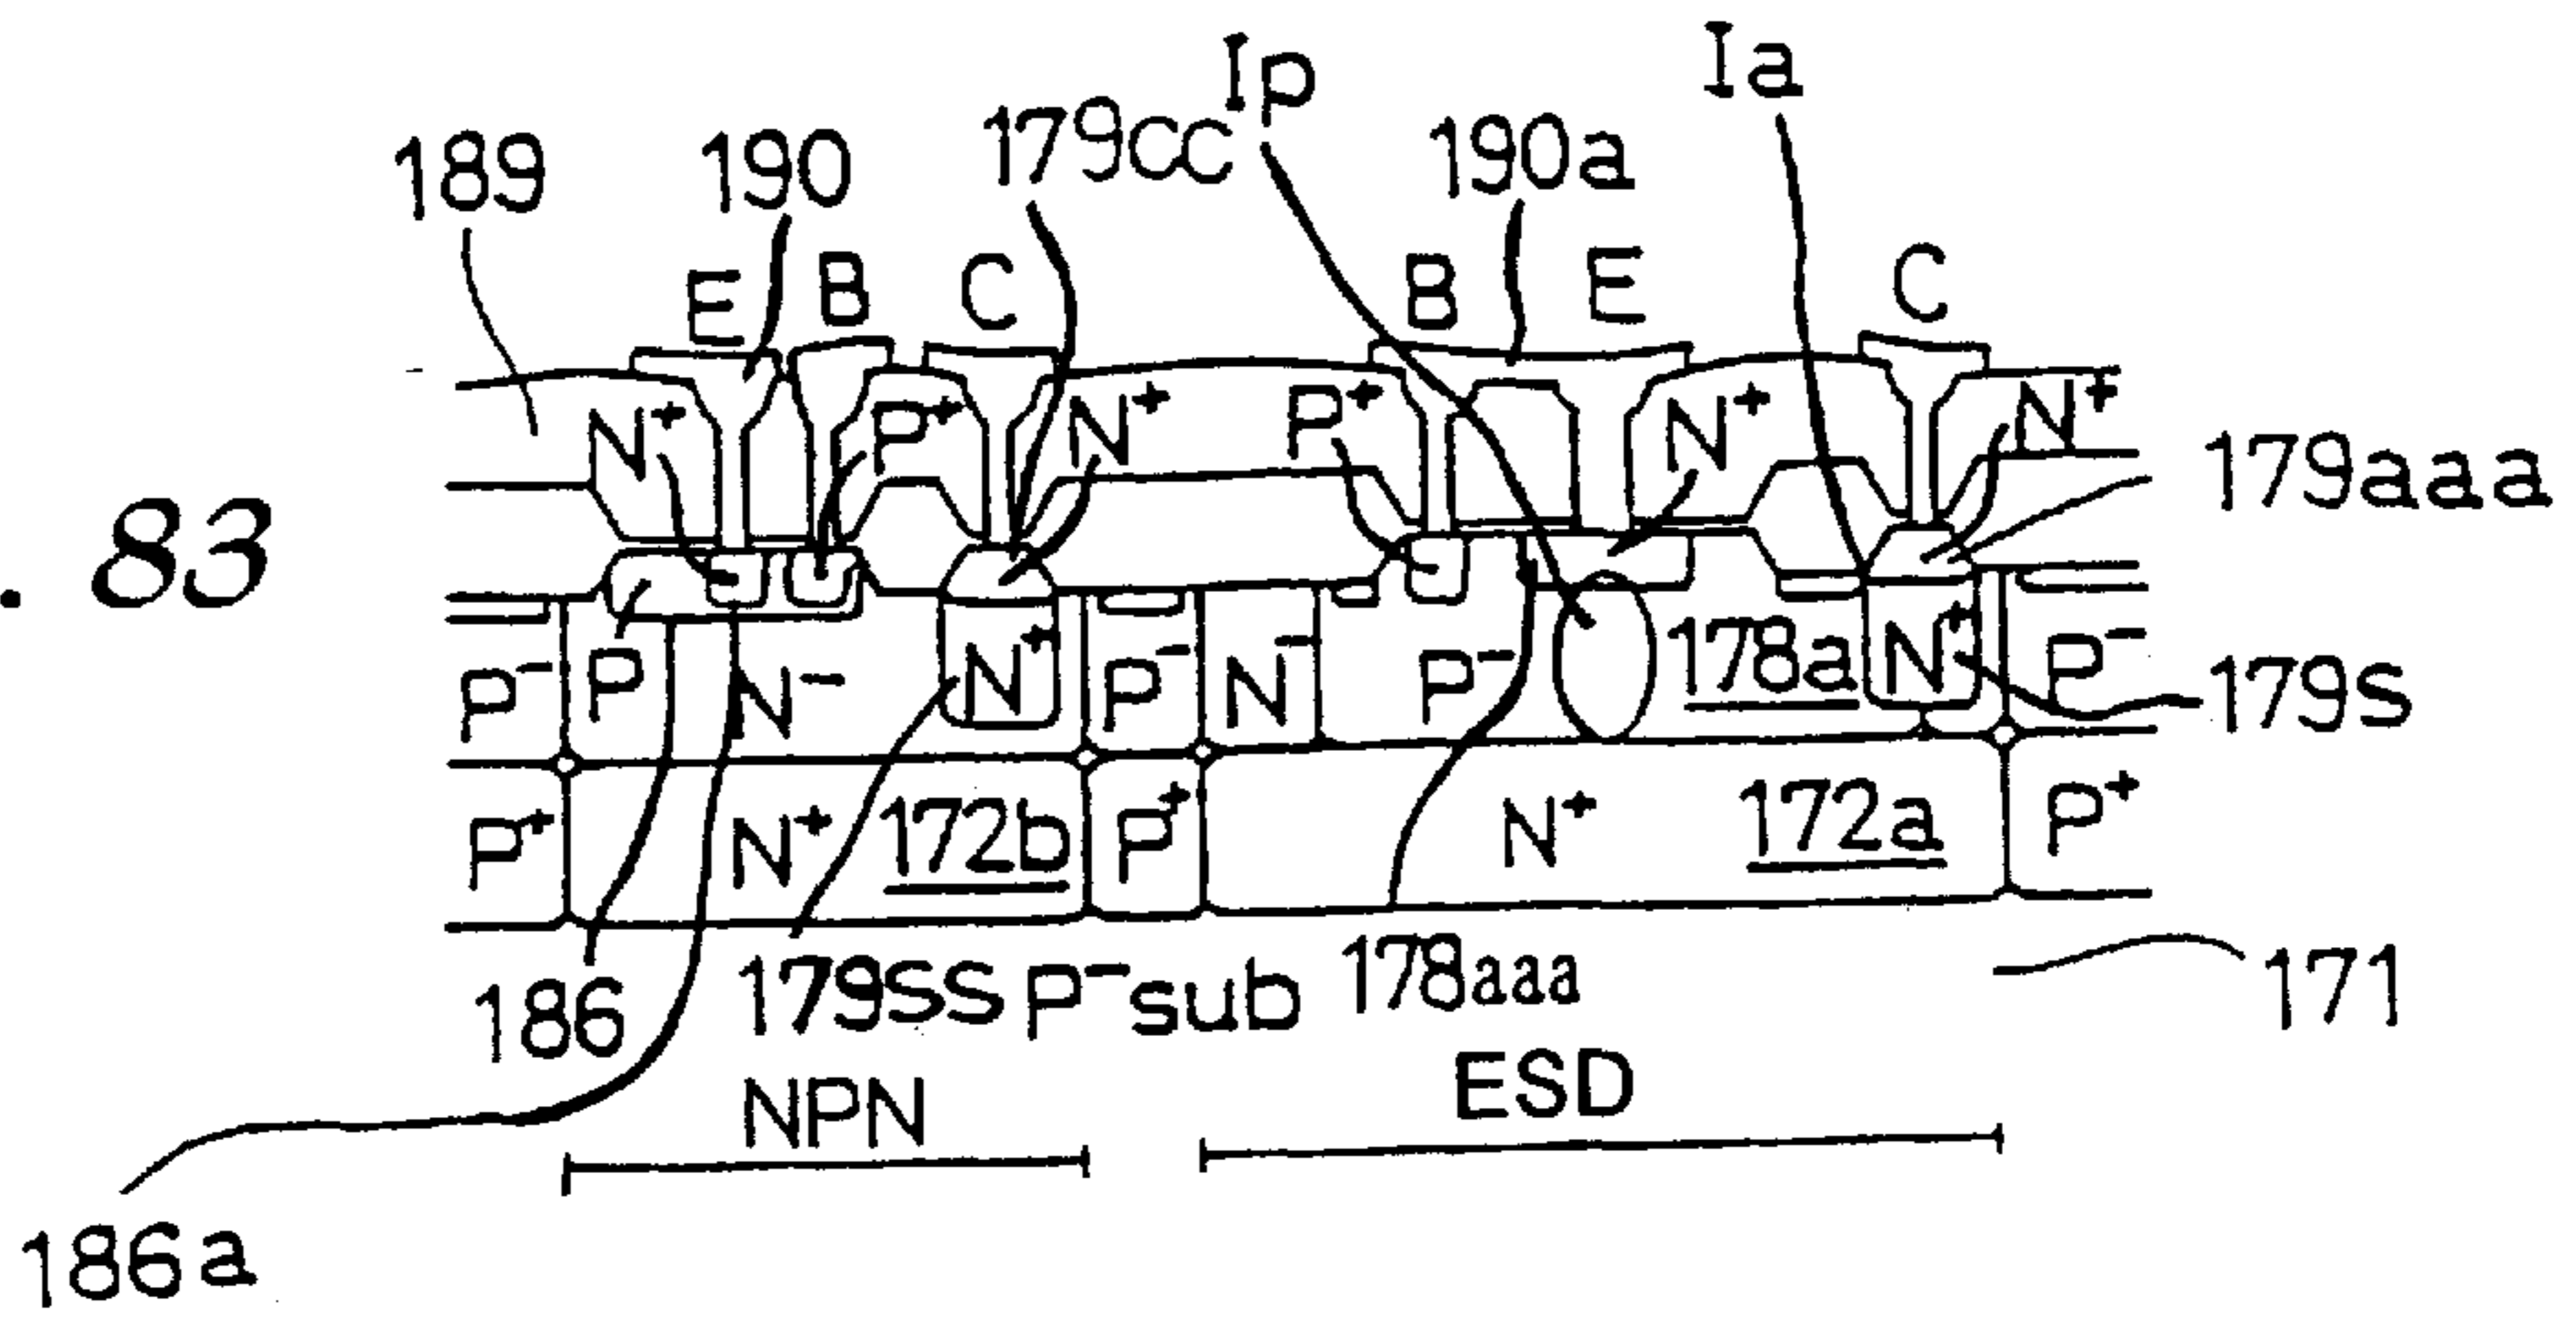 Ip Ia
189 190 179CC 190a
E B C B E C
N+ P+ N+ P+ N+ N+ 179aaa
. 83
P- P N- N+ P- N- P- 178a N+ P- 179S
P+ N+ 172b P+ N+ 172a P+
186 179SS P-sub 178aaa 171
NPN ESD
186a